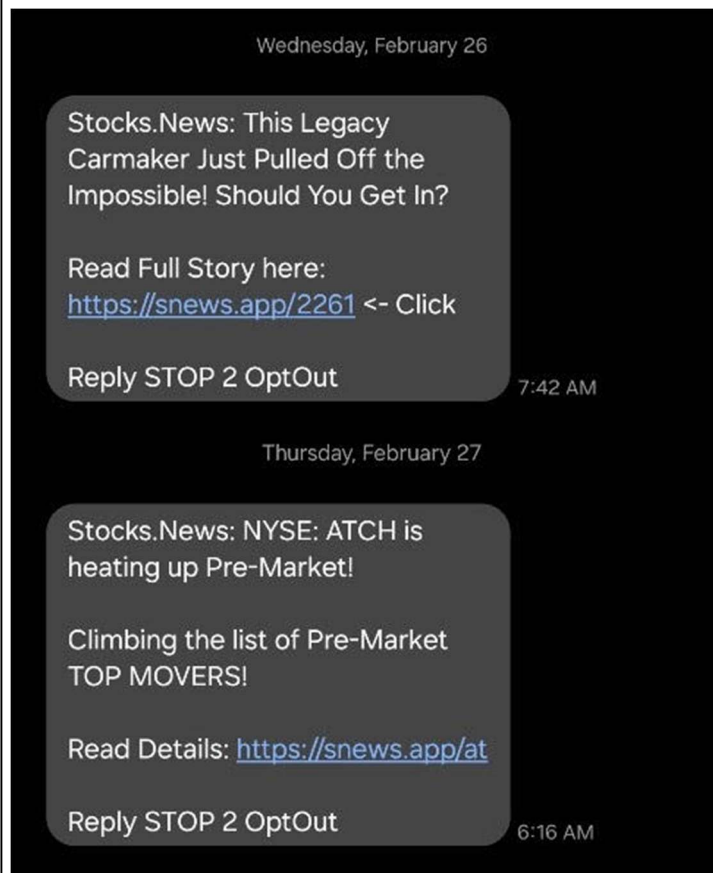 Wednesday, February 26
Stocks.News: This Legacy
Carmaker Just Pulled Off the
Impossible! Should You Get In?
Read Full Story here:
https://snews.app/2261 <- Click
Reply STOP 2 OptOut
7:42 AM
Thursday, February 27
Stocks.News: NYSE: ATCH is
heating up Pre-Market!
Climbing the list of Pre-Market
TOP MOVERS!
Read Details: https://snews.app/at
Reply STOP 2 OptOut
6:16 AM